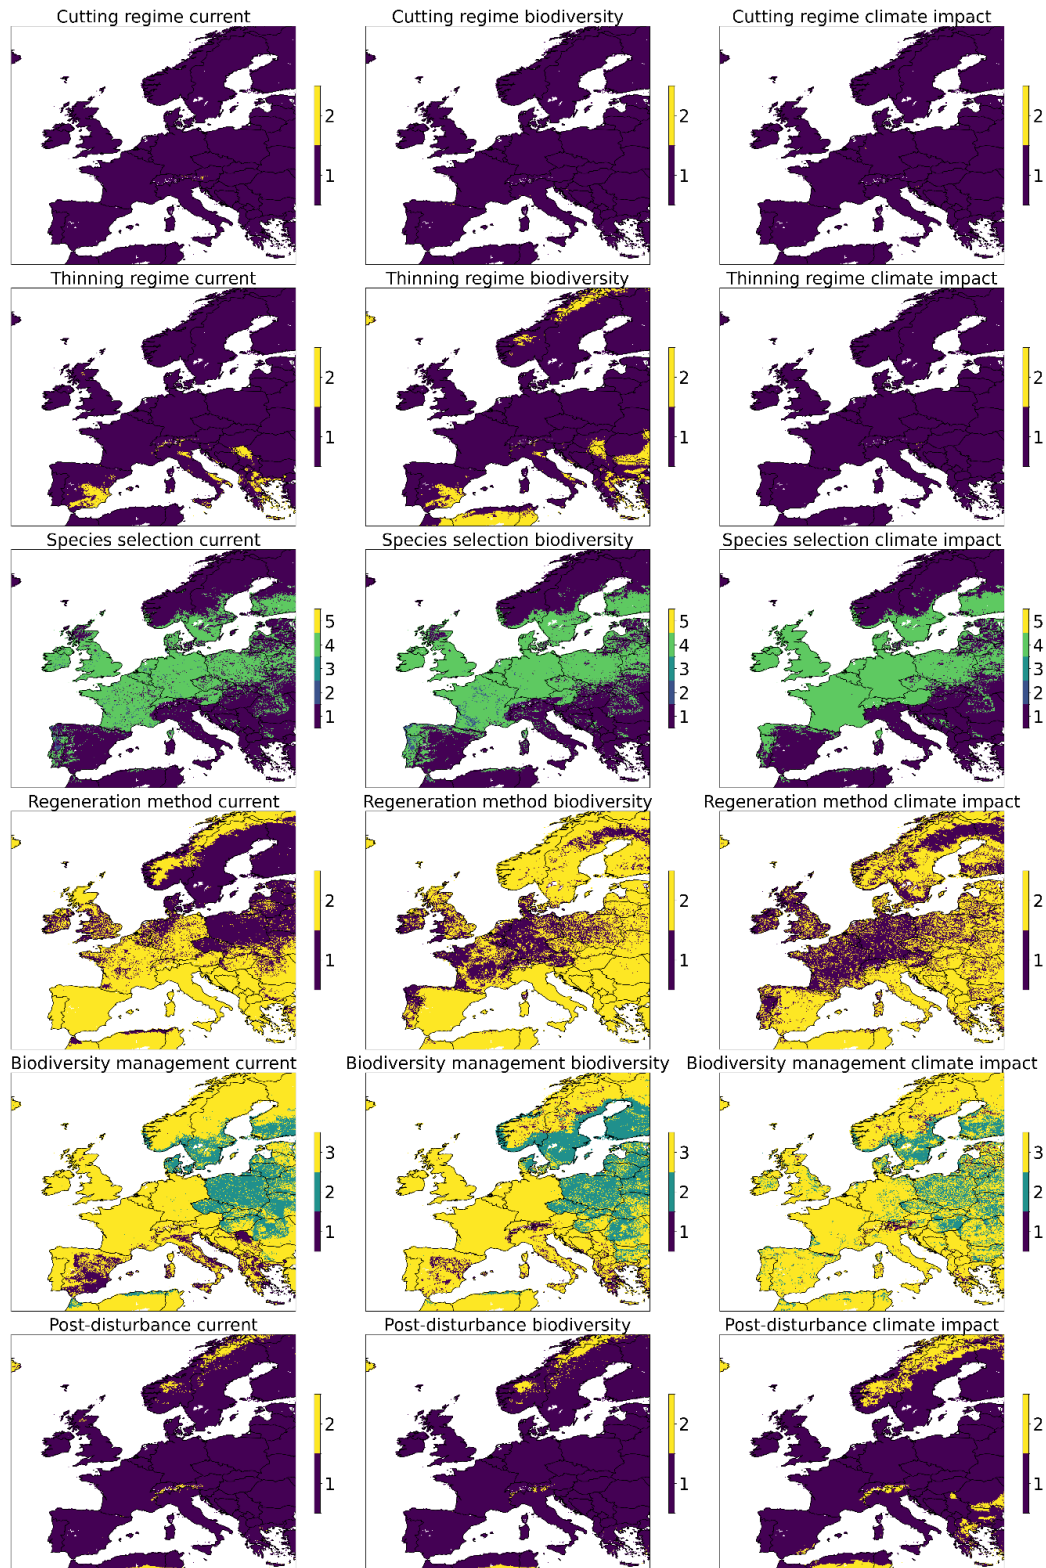 Cutting regime current
Cutting regime biodiversity
Cutting regime climate impact
2
1
2
1
2
1
Thinning regime current
Thinning regime biodiversity
Thinning regime climate impact
2
1
2
1
2
1
Species selection current
Species selection biodiversity
Species selection climate impact
5
4
3
2
1
5
4
3
2
1
5
4
3
2
1
Regeneration method current
Regeneration method biodiversity
Regeneration method climate impact
2
1
2
1
2
1
Biodiversity management current
Biodiversity management biodiversity
Biodiversity management climate impact
3
2
1
3
2
1
3
2
1
Post-disturbance current
Post-disturbance biodiversity
Post-disturbance climate impact
2
1
2
1
2
1